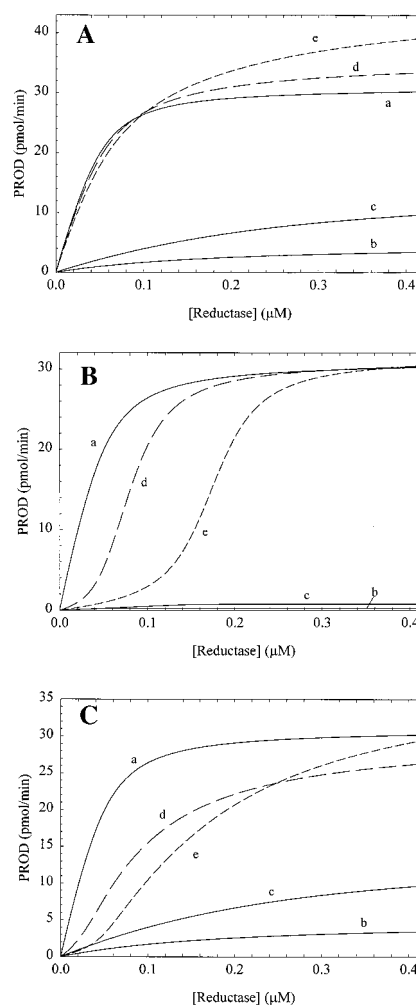 A
40
30
20
10
0
PROD (pmol/min)
e
d
a
c
b
0.0 0.1 0.2 0.3 0.4
[Reductase] (μM)
B
30
20
10
0
PROD (pmol/min)
a
d
e
c
b
0.0 0.1 0.2 0.3 0.4
[Reductase] (μM)
C
35
30
25
20
15
10
5
0
PROD (pmol/min)
a
d
e
c
b
0.0 0.1 0.2 0.3 0.4
[Reductase] (μM)